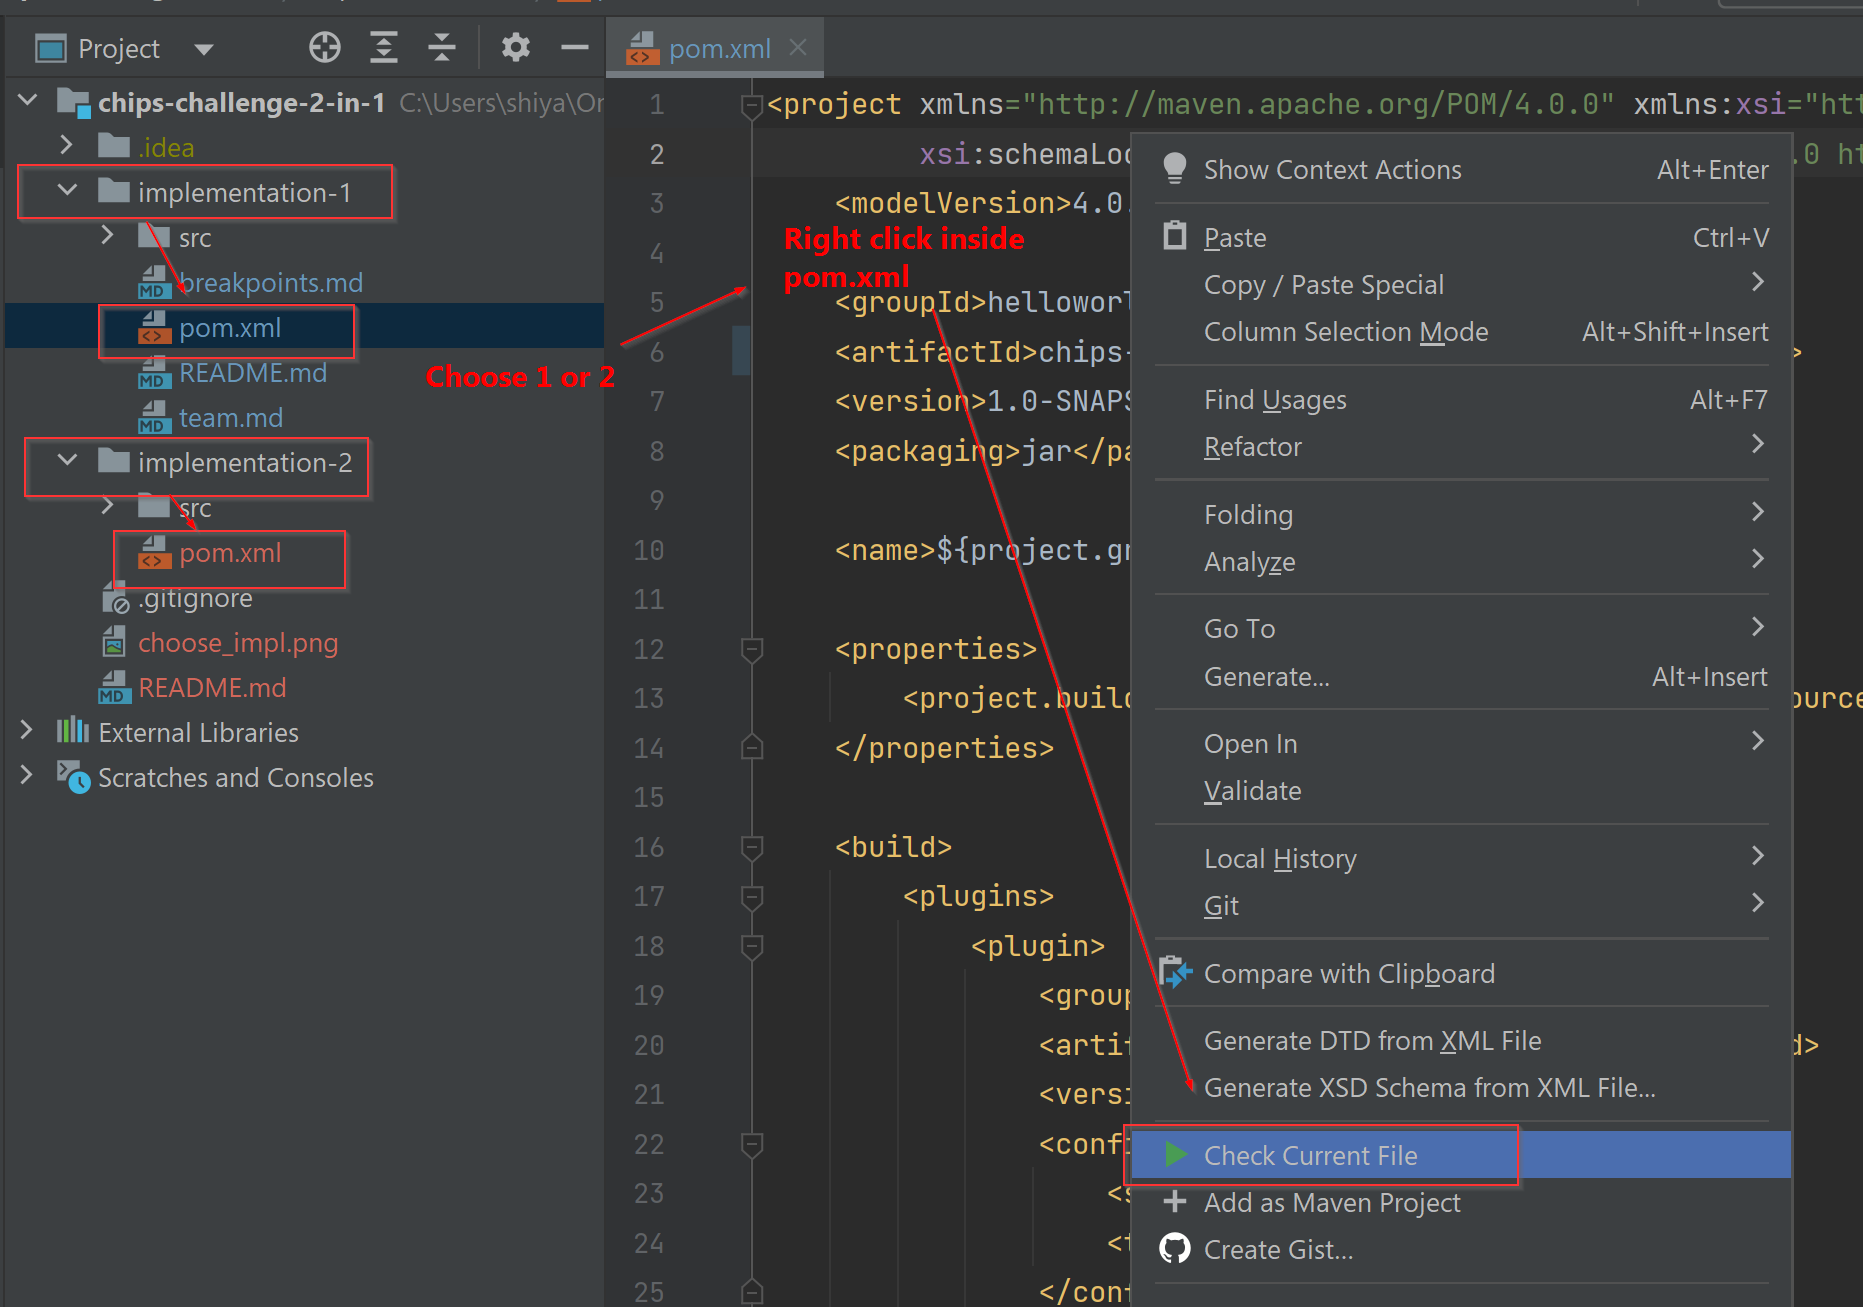 Project
chips-challenge-2-in-1 C:\Users\shiya\Or
.idea
implementation-1
src
breakpoints.md
pom.xml
README.md
team.md
implementation-2
src
pom.xml
.gitignore
choose_impl.png
README.md
External Libraries
Scratches and Consoles
Choose 1 or 2
pom.xml
1 <project xmlns="http://maven.apache.org/POM/4.0.0" xmlns:xsi="htt
2 xsi:schemaLoc .0 ht
3 <modelVersion>4.0.
Right click inside
pom.xml
4
5 <groupId>helloworl
6 <artifactId>chips- >
7 <version>1.0-SNAPS
8 <packaging>jar</pa
9
10 <name>${project.gr
11
12 <properties>
13 <project.build ource
14 </properties>
15
16 <build>
17 <plugins>
18 <plugin>
19 <group
20 <artif d>
21 <versi
22 <confi
23 <s
24 <t
25 </conf
Show Context Actions Alt+Enter
Paste Ctrl+V
Copy / Paste Special
Column Selection Mode Alt+Shift+Insert
Find Usages Alt+F7
Refactor
Folding
Analyze
Go To
Generate... Alt+Insert
Open In
Validate
Local History
Git
Compare with Clipboard
Generate DTD from XML File
Generate XSD Schema from XML File...
Check Current File
Add as Maven Project
Create Gist...